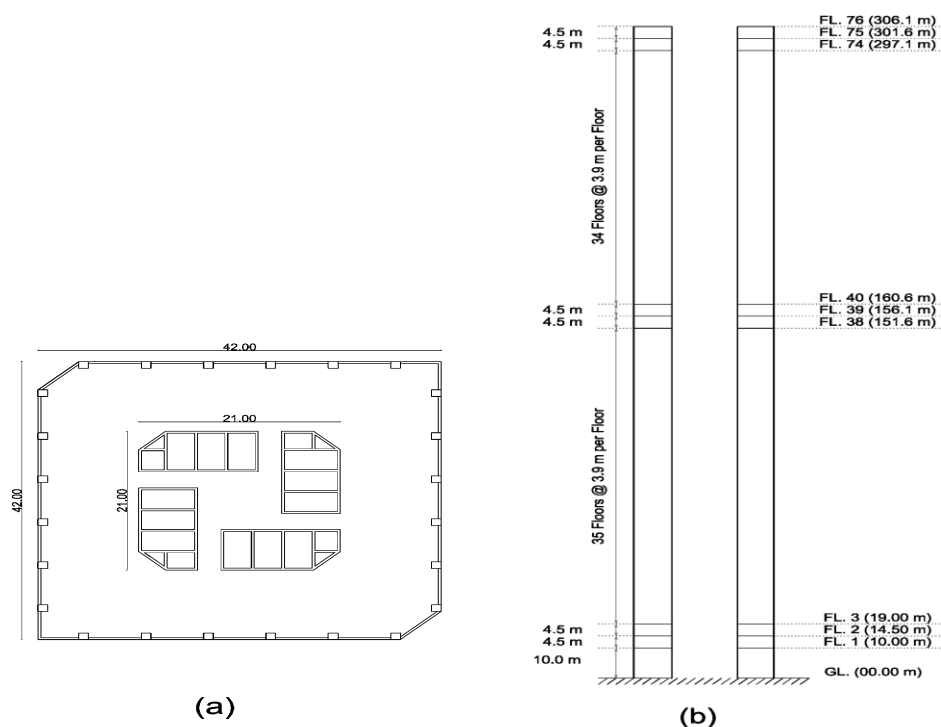 42.00
21.00
42.00
21.00
(a)
FL. 76 (306.1 m)
4.5 m
FL. 75 (301.6 m)
4.5 m
FL. 74 (297.1 m)
34 Floors @ 3.9 m per Floor
FL. 40 (160.6 m)
4.5 m
FL. 39 (156.1 m)
4.5 m
FL. 38 (151.6 m)
35 Floors @ 3.9 m per Floor
FL. 3 (19.00 m)
4.5 m
FL. 2 (14.50 m)
4.5 m
FL. 1 (10.00 m)
10.0 m
GL. (00.00 m)
(b)